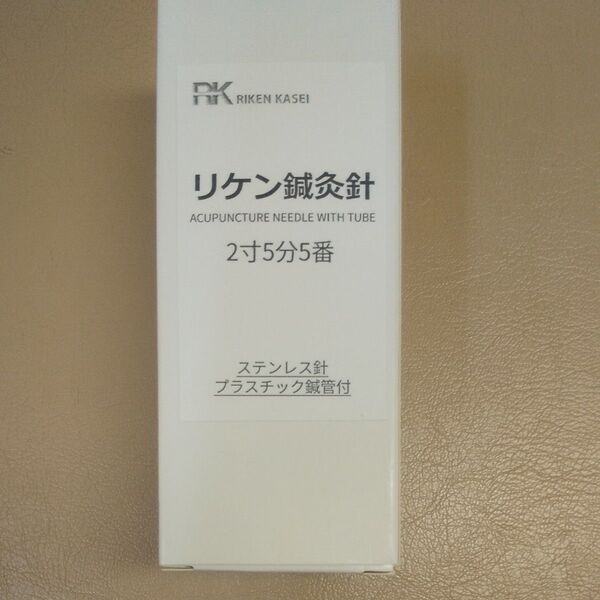 RK RIKEN KASEI
リケン鍼灸針
ACUPUNCTURE NEEDLE WITH TUBE
2寸5分5番
ステンレス針
プラスチック鍼管付